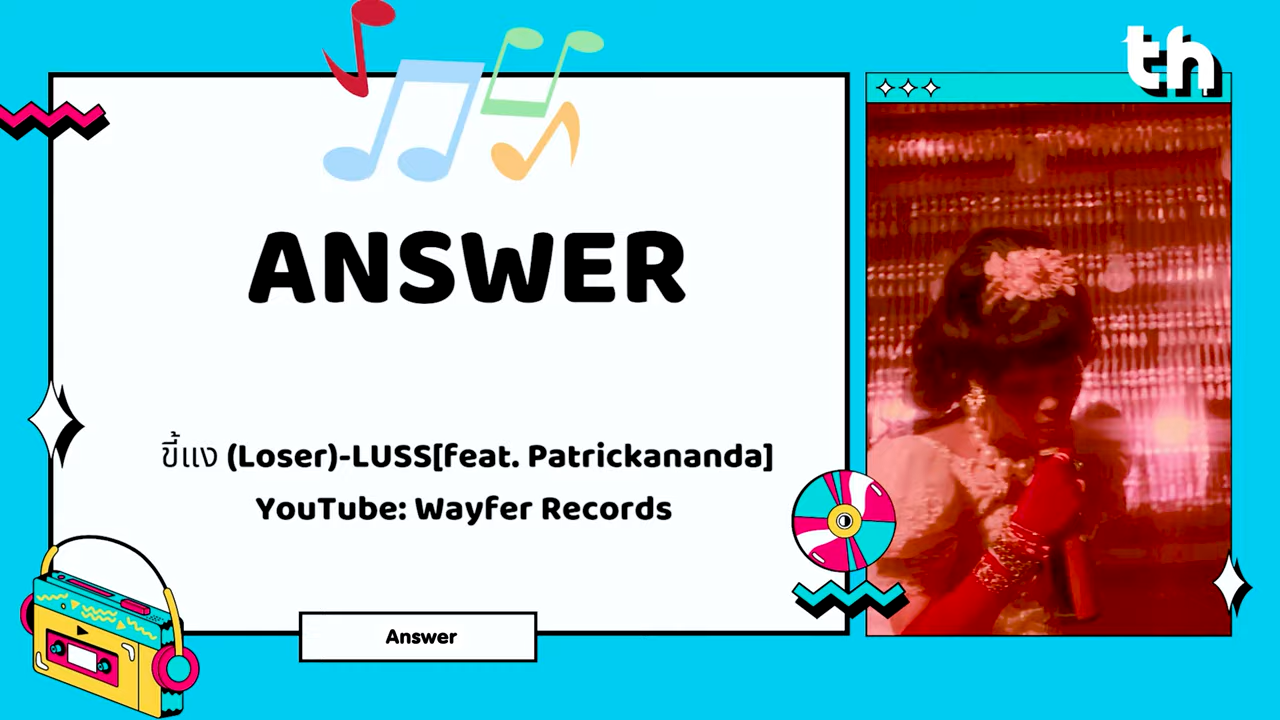 th
ANSWER
ขี้แง (Loser)-LUSS[feat. Patrickananda]
YouTube: Wayfer Records
Answer